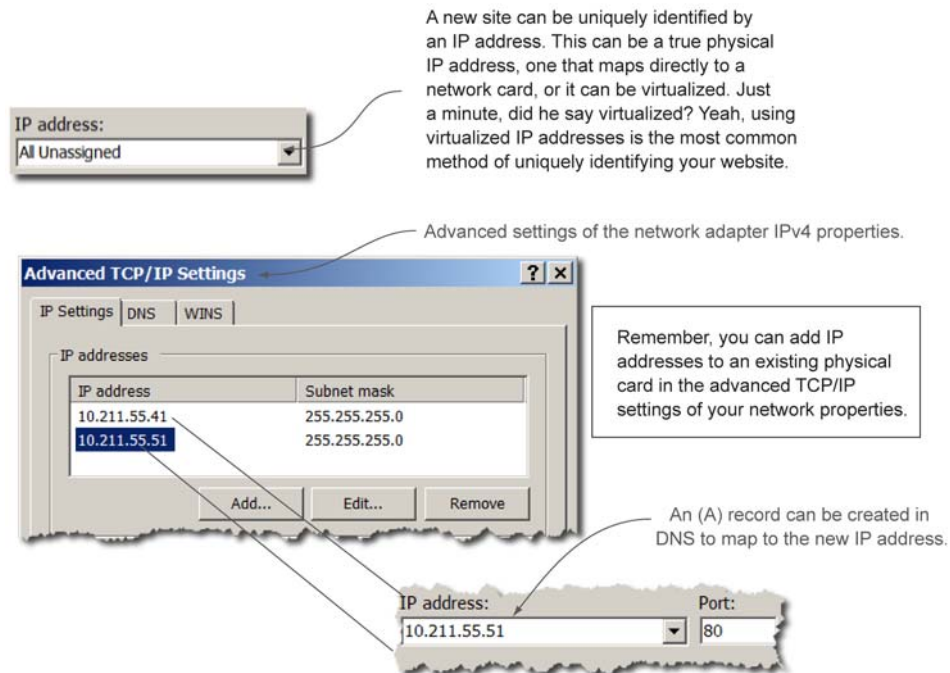 A new site can be uniquely identified by
an IP address. This can be a true physical
IP address, one that maps directly to a
network card, or it can be virtualized. Just
a minute, did he say virtualized? Yeah, using
virtualized IP addresses is the most common
method of uniquely identifying your website.
IP address:
All Unassigned
Advanced settings of the network adapter IPv4 properties.
Advanced TCP/IP Settings
IP Settings DNS WINS
IP addresses
IP address Subnet mask
10.211.55.41 255.255.255.0
10.211.55.51 255.255.255.0
Add... Edit... Remove
Remember, you can add IP
addresses to an existing physical
card in the advanced TCP/IP
settings of your network properties.
An (A) record can be created in
DNS to map to the new IP address.
IP address: Port:
10.211.55.51 80